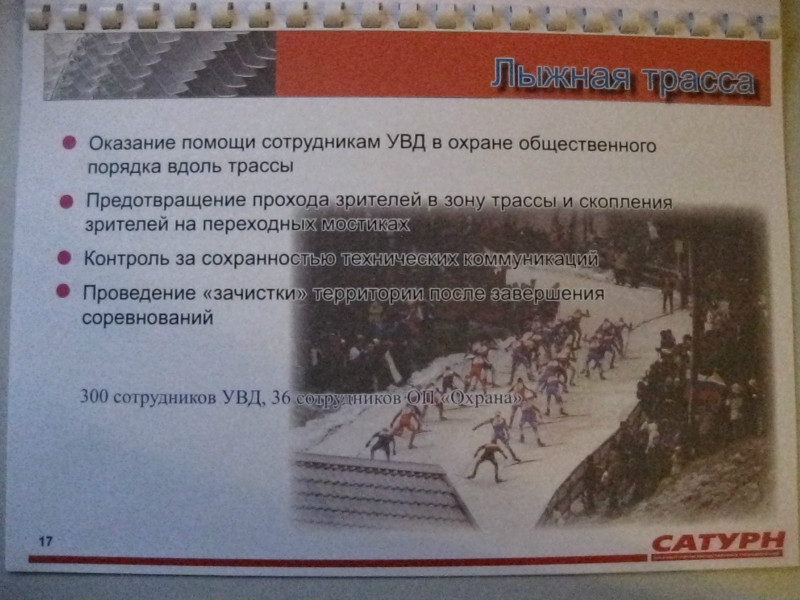 Лыжная трасса
Оказание помощи сотрудникам УВД в охране общественного
порядка вдоль трассы
Предотвращение прохода зрителей в зону трассы и скопления
зрителей на переходных мостиках
Контроль за сохранностью технических коммуникаций
Проведение «зачистки» территории после завершения
соревнований
300 сотрудников УВД, 36 сотрудников ОП «Охрана»
17
САТУРН